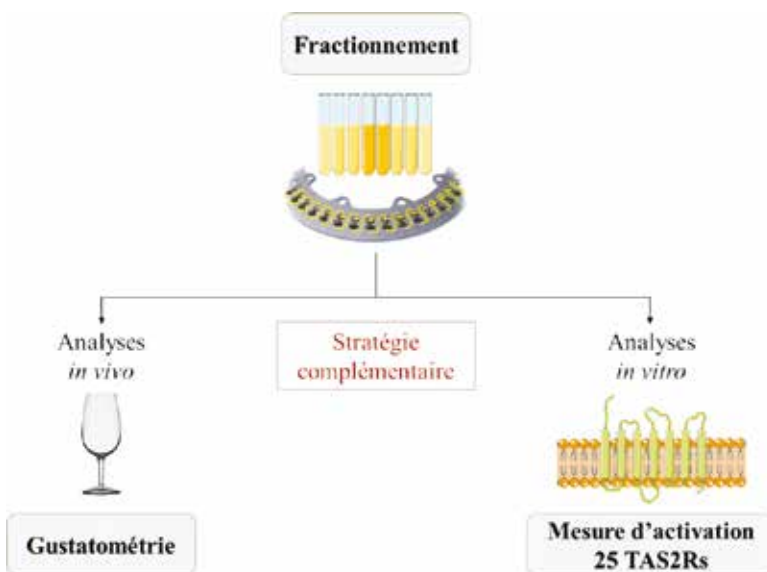 Fractionnement
Analyses
in vivo
Stratégie
complémentaire
Analyses
in vitro
Gustatométrie
Mesure d'activation
25 TAS2Rs